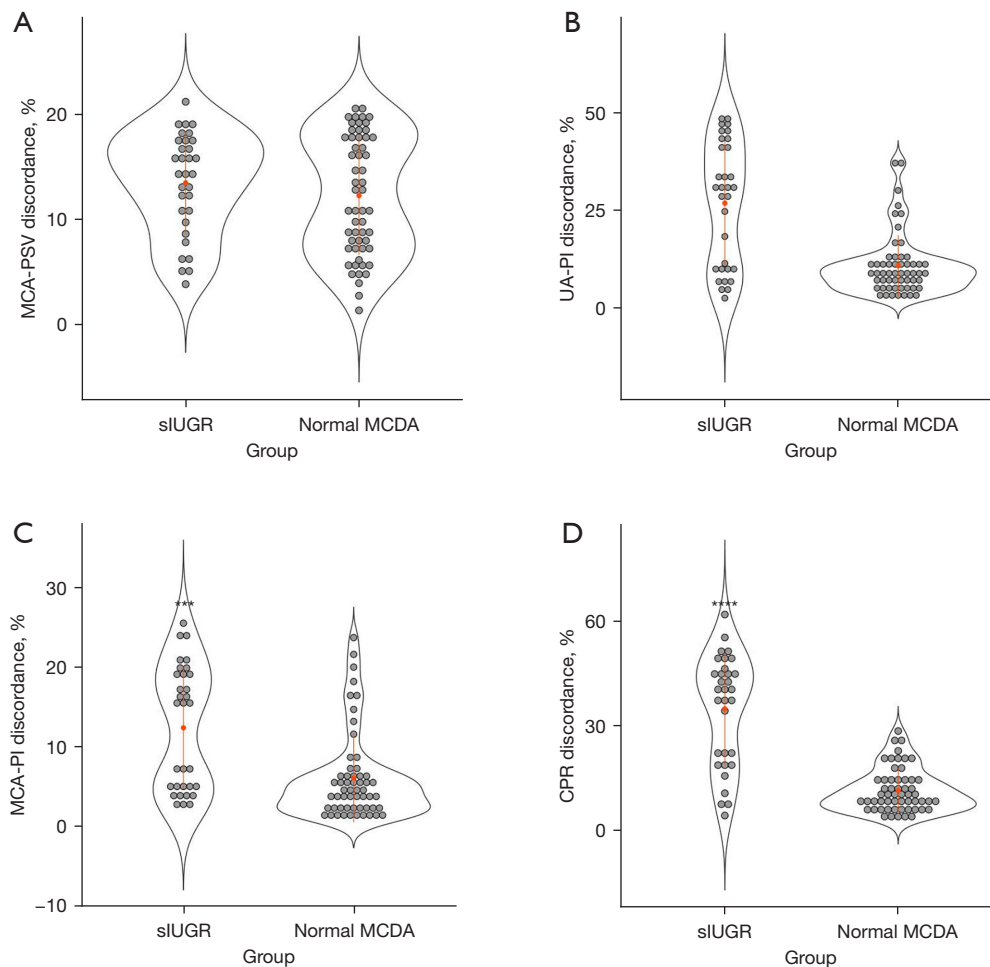 A
MCA-PSV discordance, %
20
10
0
sIUGR
Normal MCDA
Group
B
UA-PI discordance, %
50
25
0
sIUGR
Normal MCDA
Group
C
MCA-PI discordance, %
30
20
10
0
−10
***
sIUGR
Normal MCDA
Group
D
CPR discordance, %
60
30
0
****
sIUGR
Normal MCDA
Group